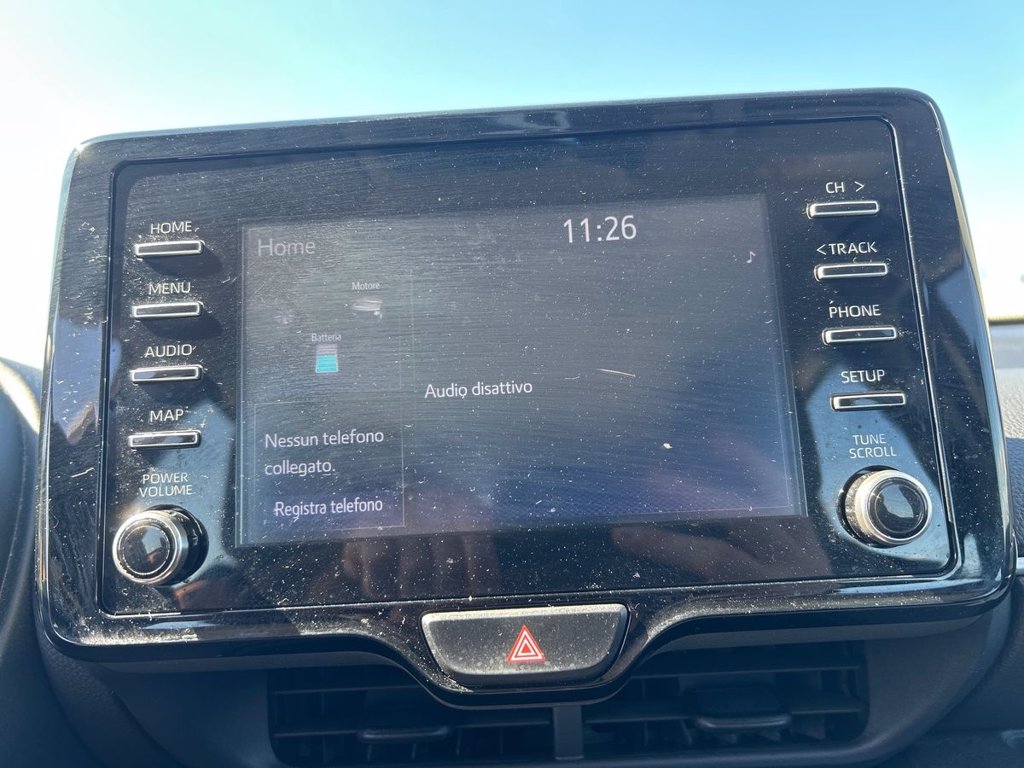 HOME
MENU
AUDIO
MAP
POWER
VOLUME
Home
11:26
Motore
Batteria
Audio disattivo
Nessun telefono
collegato.
Registra telefono
CH >
< TRACK
PHONE
SETUP
TUNE
SCROLL